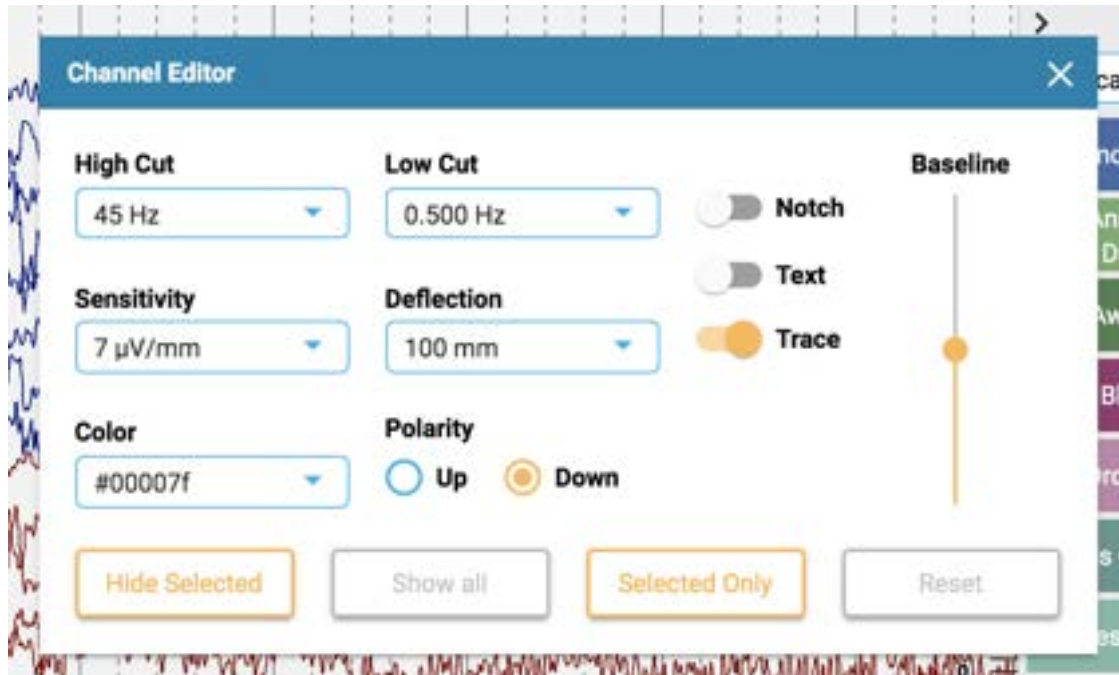 Channel Editor
High Cut
Low Cut
Baseline
45 Hz
0.500 Hz
Notch
Text
Sensitivity
Deflection
7 µV/mm
100 mm
Trace
Color
Polarity
#00007f
Up
Down
Hide Selected
Show all
Selected Only
Reset